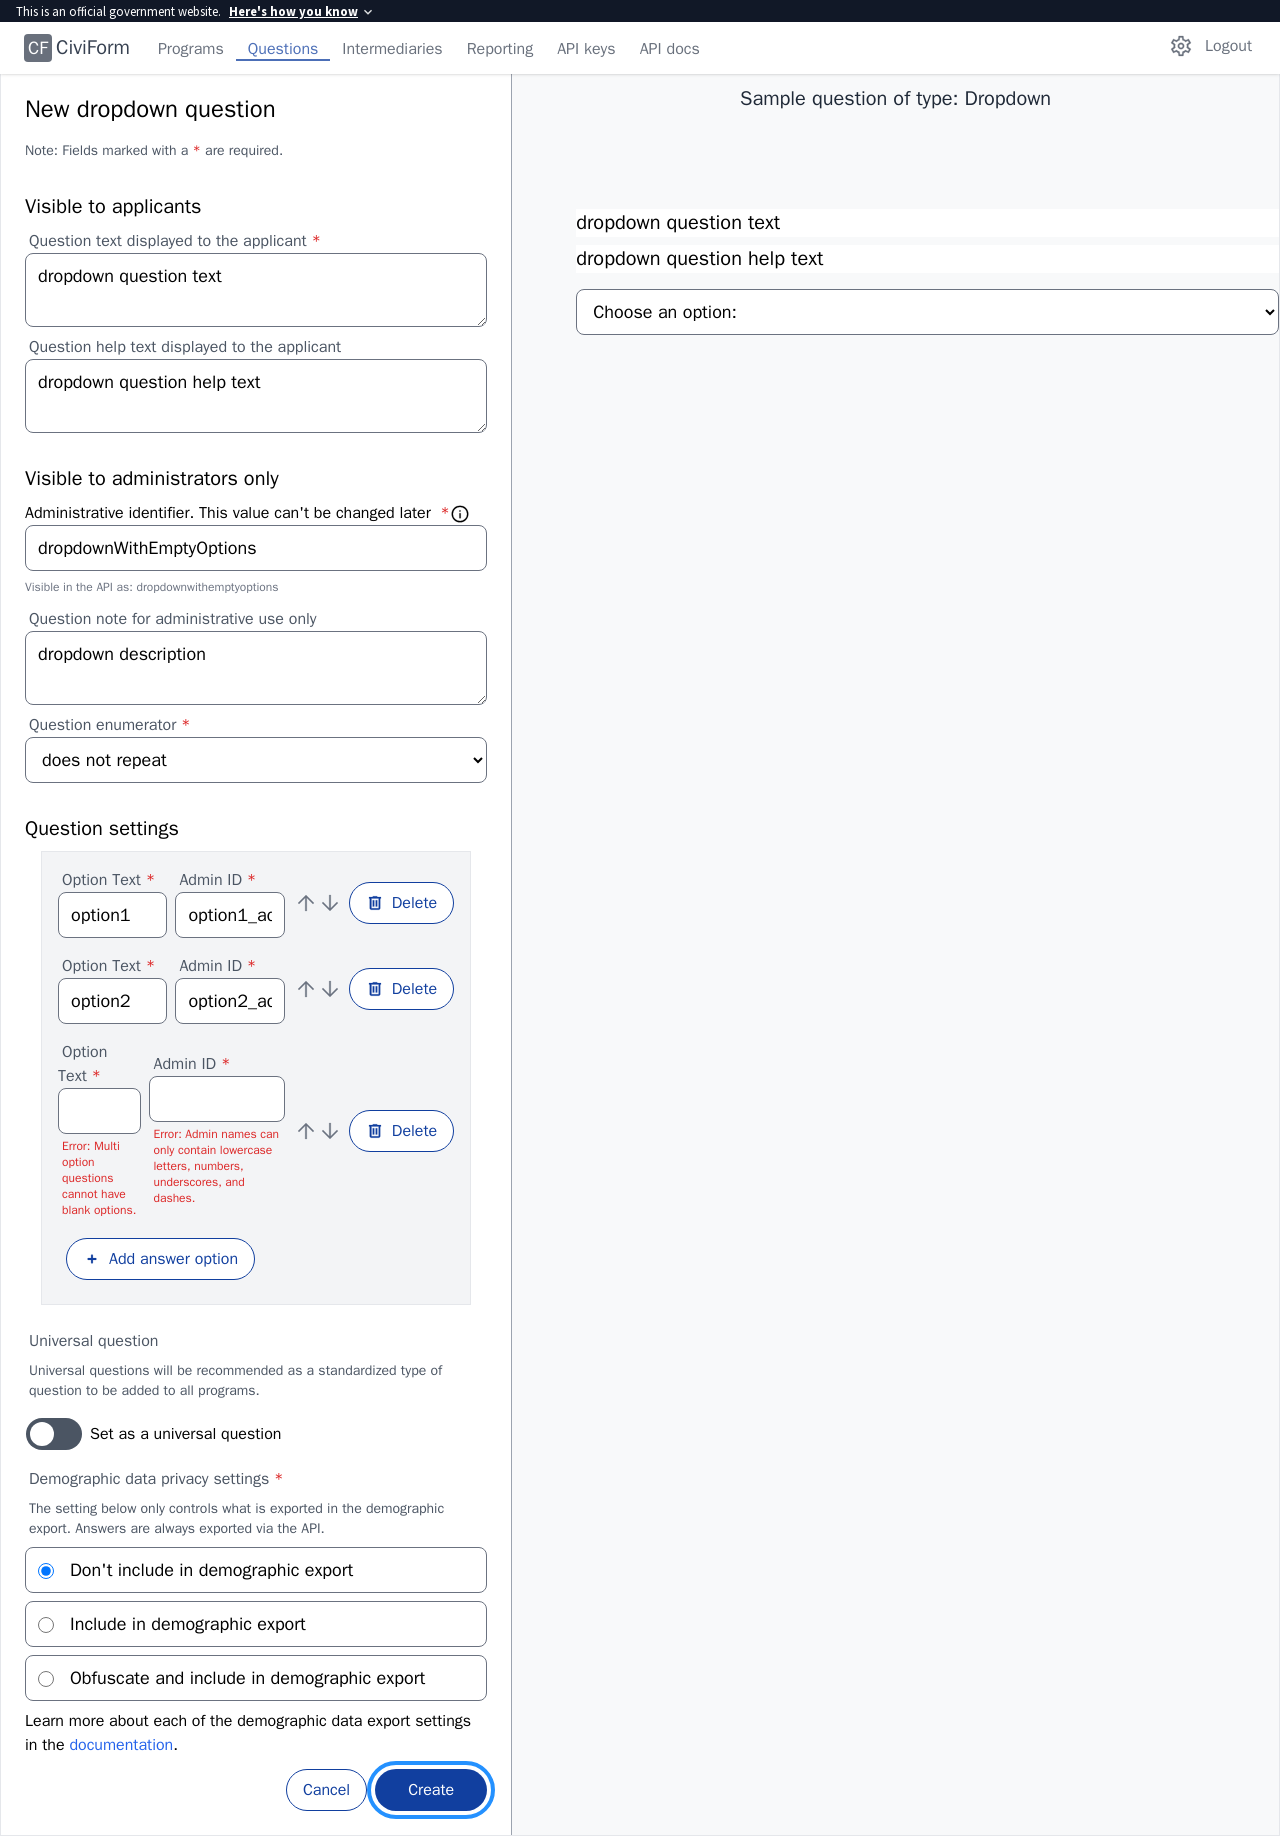 This is an official government website. Here's how you know
CF CiviForm Programs Questions Intermediaries Reporting API keys API docs Logout
New dropdown question
Note: Fields marked with a * are required.
Visible to applicants
Question text displayed to the applicant *
dropdown question text
Question help text displayed to the applicant
dropdown question help text
Visible to administrators only
Administrative identifier. This value can't be changed later *
dropdownWithEmptyOptions
Visible in the API as: dropdownwithemptyoptions
Question note for administrative use only
dropdown description
Question enumerator *
does not repeat
Question settings
Option Text * Admin ID *
option1 option1_ad Delete
Option Text * Admin ID *
option2 option2_ad Delete
Option
Text *
Admin ID *
Error: Multi
option
questions
cannot have
blank options.
Error: Admin names can
only contain lowercase
letters, numbers,
underscores, and
dashes.
Delete
+ Add answer option
Universal question
Universal questions will be recommended as a standardized type of
question to be added to all programs.
Set as a universal question
Demographic data privacy settings *
The setting below only controls what is exported in the demographic
export. Answers are always exported via the API.
Don't include in demographic export
Include in demographic export
Obfuscate and include in demographic export
Learn more about each of the demographic data export settings
in the documentation.
Cancel Create
Sample question of type: Dropdown
dropdown question text
dropdown question help text
Choose an option: